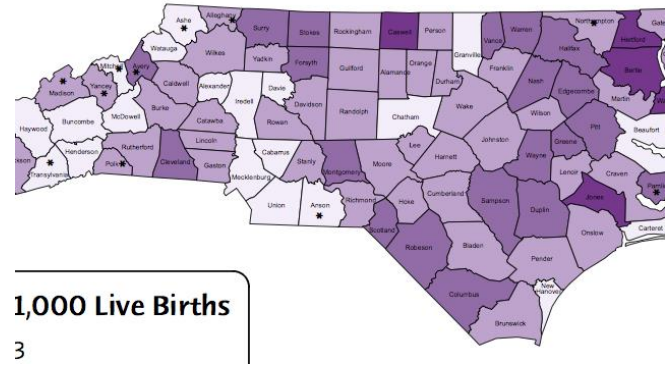 Ashe
Alleghany
Surry
Stokes
Rockingham
Caswell
Person
Granville
Vance
Warren
Northampton
Hertford
Halifax
Bertie
Watauga
Wilkes
Yadkin
Forsyth
Guilford
Alamance
Orange
Durham
Franklin
Nash
Edgecombe
Martin
Mitchell
Avery
Madison
Yancey
Caldwell
Alexander
Iredell
Davie
Davidson
Randolph
Chatham
Wake
Wilson
Pitt
Beaufort
Haywood
Buncombe
McDowell
Burke
Catawba
Rowan
Lincoln
Johnston
Greene
Wayne
Lee
Harnett
Lenoir
Craven
Transylvania
Henderson
Polk
Rutherford
Cleveland
Gaston
Mecklenburg
Cabarrus
Stanly
Montgomery
Moore
Jones
Union
Anson
Richmond
Hoke
Cumberland
Sampson
Duplin
Onslow
Carteret
Scotland
Robeson
Bladen
Pender
Columbus
New
Hanover
Brunswick
1,000 Live Births
3